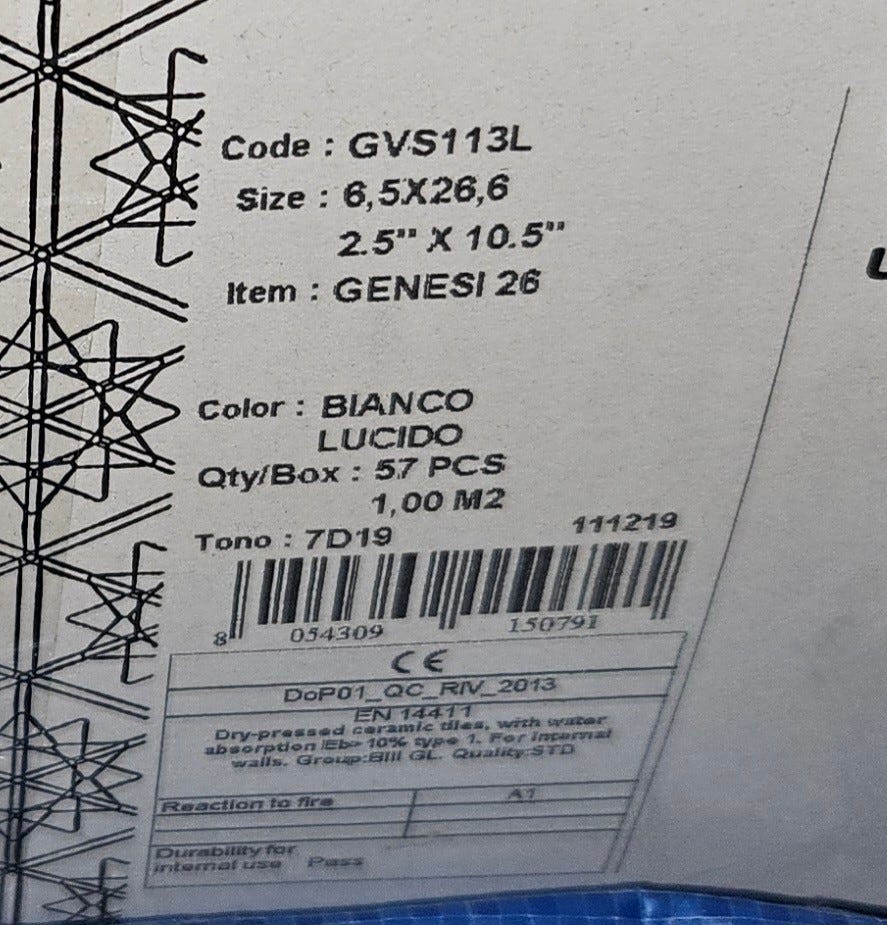 Code : GVS113L
Size : 6,5X26,6
2.5" X 10.5"
Item : GENESI 26
Color : BIANCO
LUCIDO
Qty/Box : 57 PCS
1,00 M2
Tono : 7D19
111219
8 054309 150791
CE
DoP01_QC_RIV_2013
EN 14411
Dry-pressed ceramic tiles, with water
absorption Eb> 10% type 1. For internal
walls. Group:BIII GL. Quality:STD
Reaction to fire A1
Durability for
internal use Pass